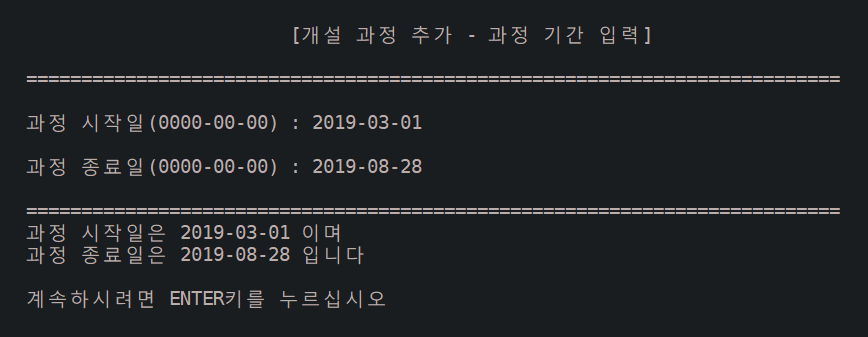 [개설 과정 추가 - 과정 기간 입력]
==========================================================================
과정 시작일(0000-00-00) : 2019-03-01
과정 종료일(0000-00-00) : 2019-08-28
==========================================================================
과정 시작일은 2019-03-01 이며
과정 종료일은 2019-08-28 입니다
계속하시려면 ENTER키를 누르십시오